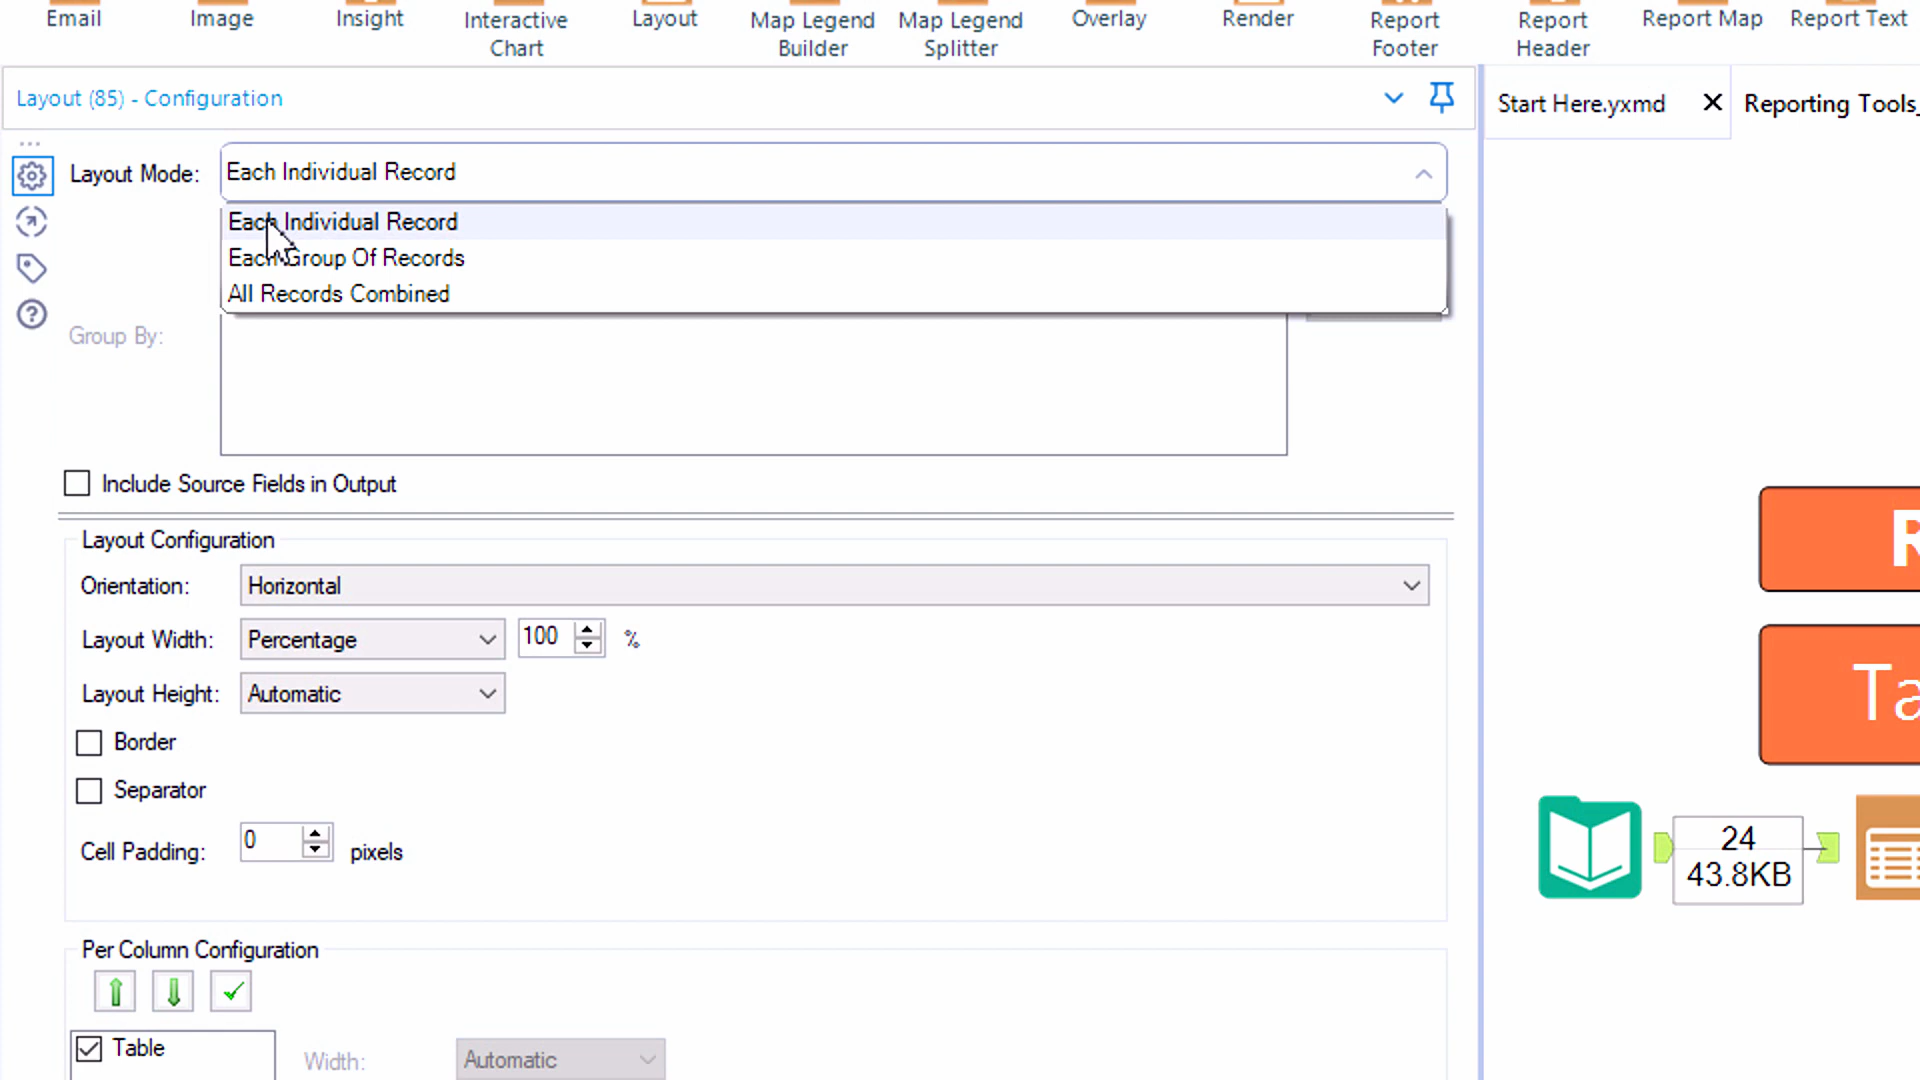 Email
Image
Insight
Interactive
Chart
Layout
Map Legend
Builder
Map Legend
Splitter
Overlay
Render
Report
Footer
Report
Header
Report Map
Report Text
Layout (85) - Configuration
Start Here.yxmd
Reporting Tools_
Layout Mode:
Each Individual Record
Each Individual Record
Each Group Of Records
All Records Combined
Group By:
Include Source Fields in Output
Layout Configuration
Orientation:
Horizontal
Layout Width:
Percentage
100
%
Layout Height:
Automatic
Border
Separator
Cell Padding:
0
pixels
R
Ta
24
43.8KB
Per Column Configuration
Table
Width:
Automatic